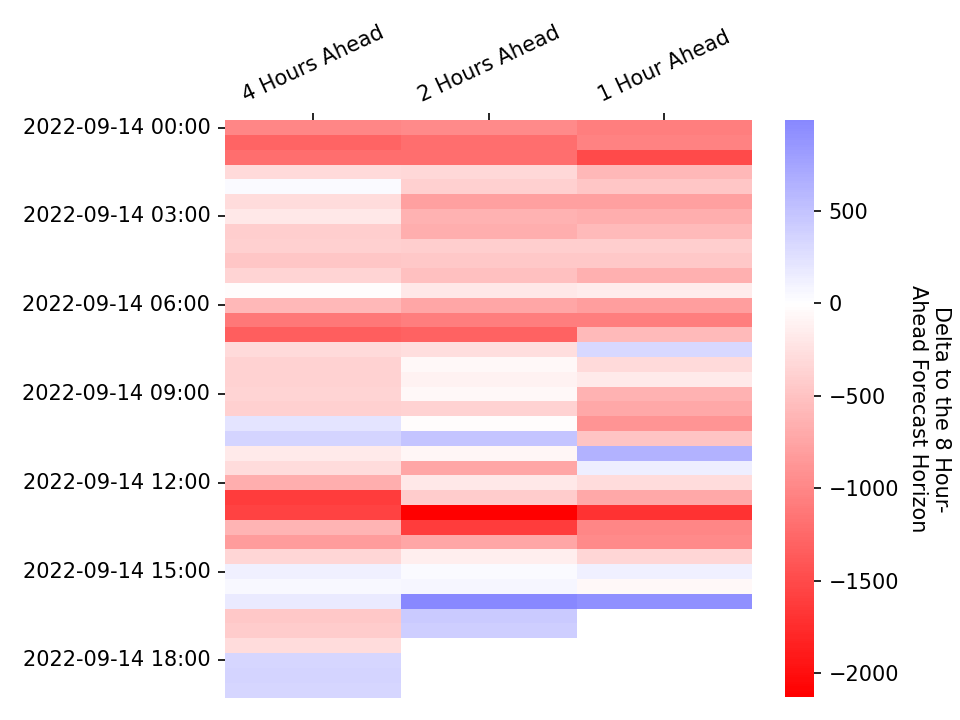 4 Hours Ahead
2 Hours Ahead
1 Hour Ahead
2022-09-14 00:00
2022-09-14 03:00
2022-09-14 06:00
2022-09-14 09:00
2022-09-14 12:00
2022-09-14 15:00
2022-09-14 18:00
500
0
−500
−1000
−1500
−2000
Delta to the 8 Hour-
Ahead Forecast Horizon